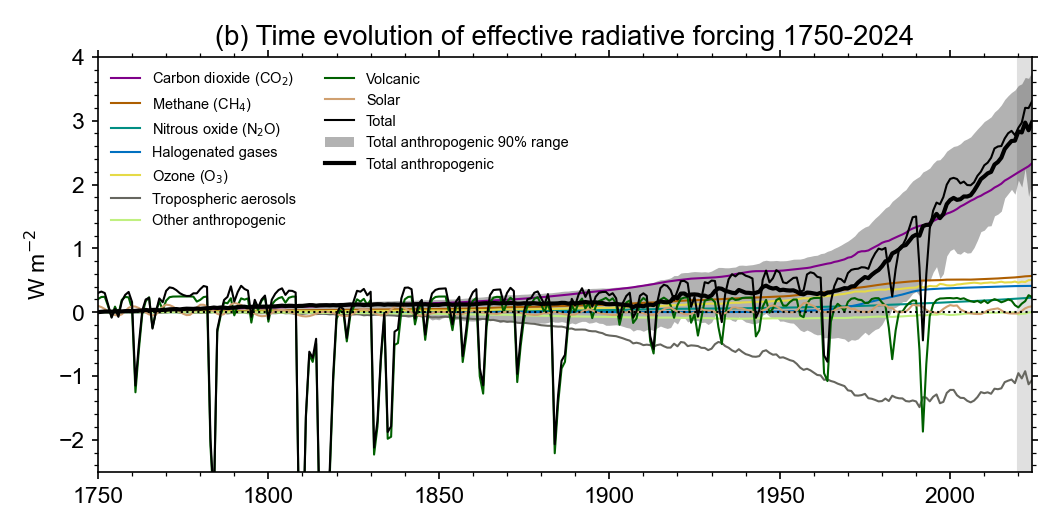 (b) Time evolution of effective radiative forcing 1750-2024
Carbon dioxide (CO₂)
Methane (CH₄)
Nitrous oxide (N₂O)
Halogenated gases
Ozone (O₃)
Tropospheric aerosols
Other anthropogenic
Volcanic
Solar
Total
Total anthropogenic 90% range
Total anthropogenic
W m⁻²
4
3
2
1
0
−1
−2
1750 1800 1850 1900 1950 2000